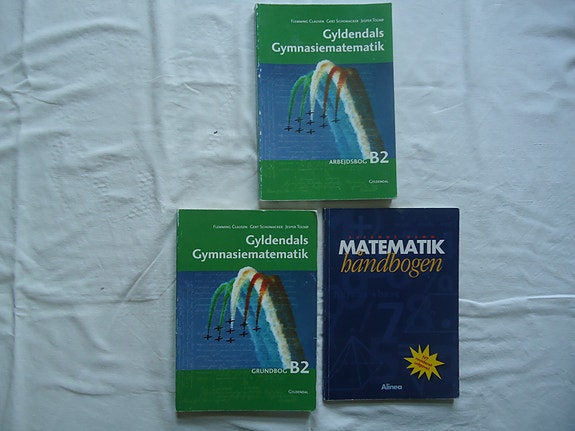 FLEMMING CLAUSEN GERT SCHOMACKER JESPER TOLNØ
Gyldendals
Gymnasiematematik
ARBEJDSBOG B2
GYLDENDAL
FLEMMING CLAUSEN GERT SCHOMACKER JESPER TOLNØ
Gyldendals
Gymnasiematematik
GRUNDBOG B2
GYLDENDAL
MATEMATIK
håndbogen
Alinea